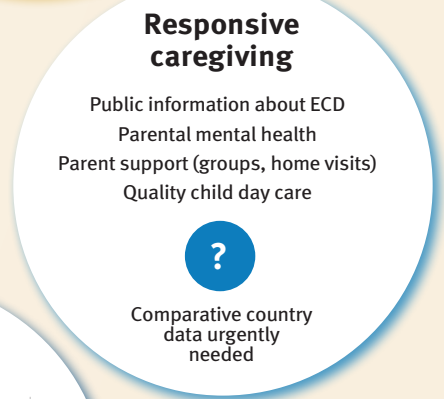 Responsive
caregiving
Public information about ECD
Parental mental health
Parent support (groups, home visits)
Quality child day care
?
Comparative country
data urgently
needed